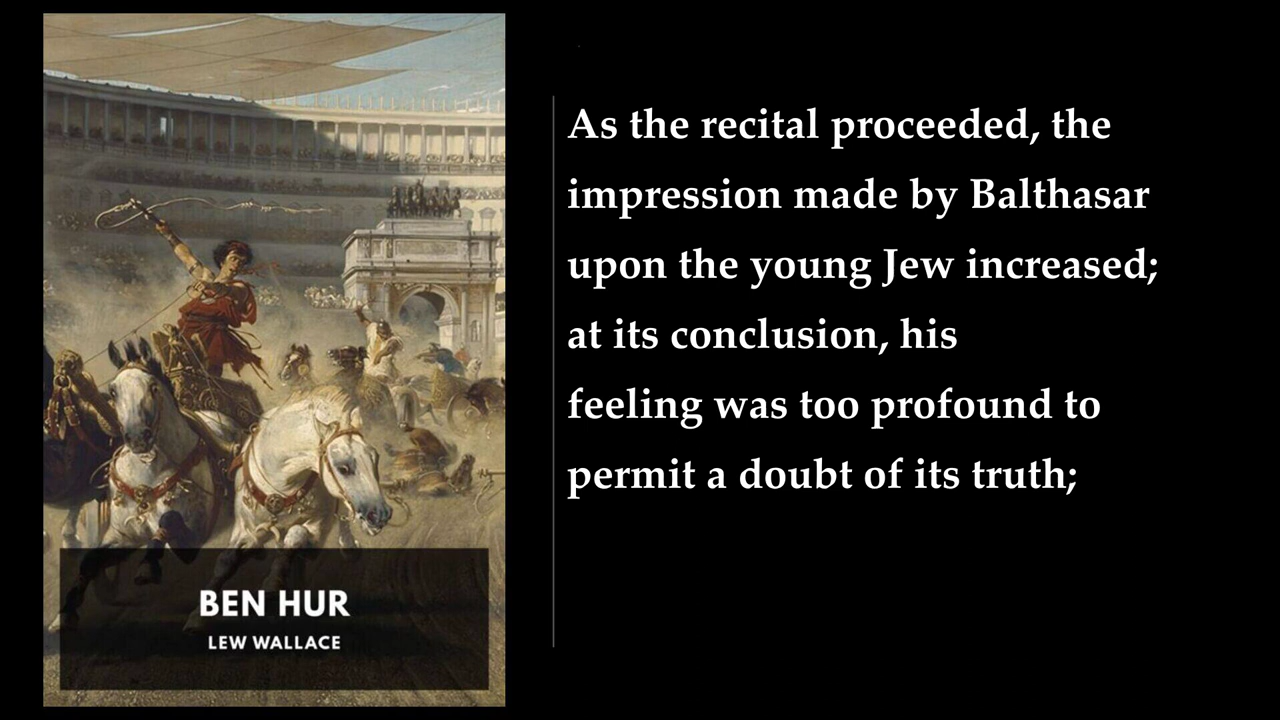 BEN HUR
LEW WALLACE
As the recital proceeded, the
impression made by Balthasar
upon the young Jew increased;
at its conclusion, his
feeling was too profound to
permit a doubt of its truth;